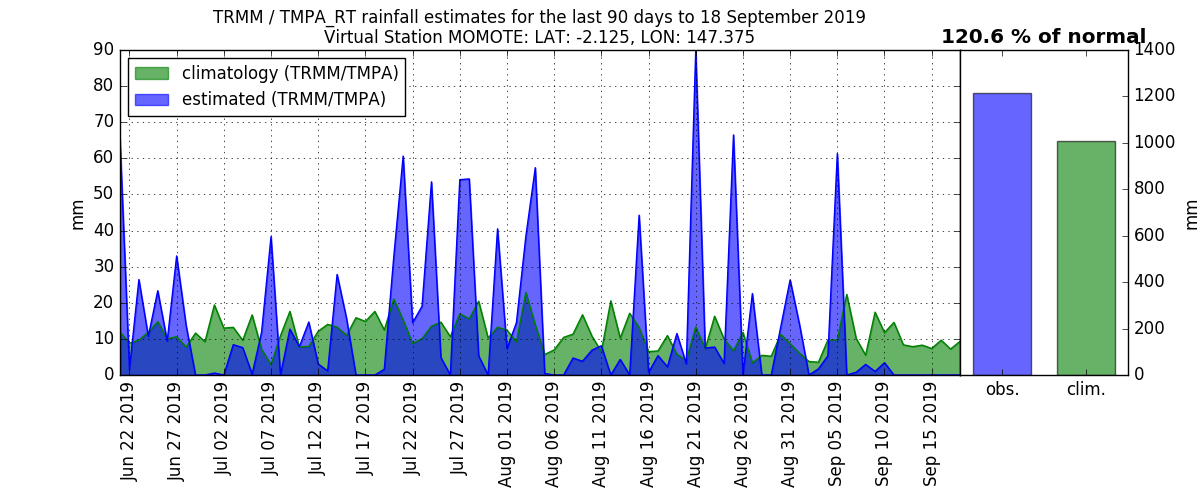 TRMM / TMPA_RT rainfall estimates for the last 90 days to 18 September 2019
Virtual Station MOMOTE: LAT: -2.125, LON: 147.375
120.6 % of normal
climatology (TRMM/TMPA)
estimated (TRMM/TMPA)
90
80
70
60
50
40
30
20
10
0
mm
1400
1200
1000
800
600
400
200
0
mm
Jun 22 2019
Jun 27 2019
Jul 02 2019
Jul 07 2019
Jul 12 2019
Jul 17 2019
Jul 22 2019
Jul 27 2019
Aug 01 2019
Aug 06 2019
Aug 11 2019
Aug 16 2019
Aug 21 2019
Aug 26 2019
Aug 31 2019
Sep 05 2019
Sep 10 2019
Sep 15 2019
obs.
clim.